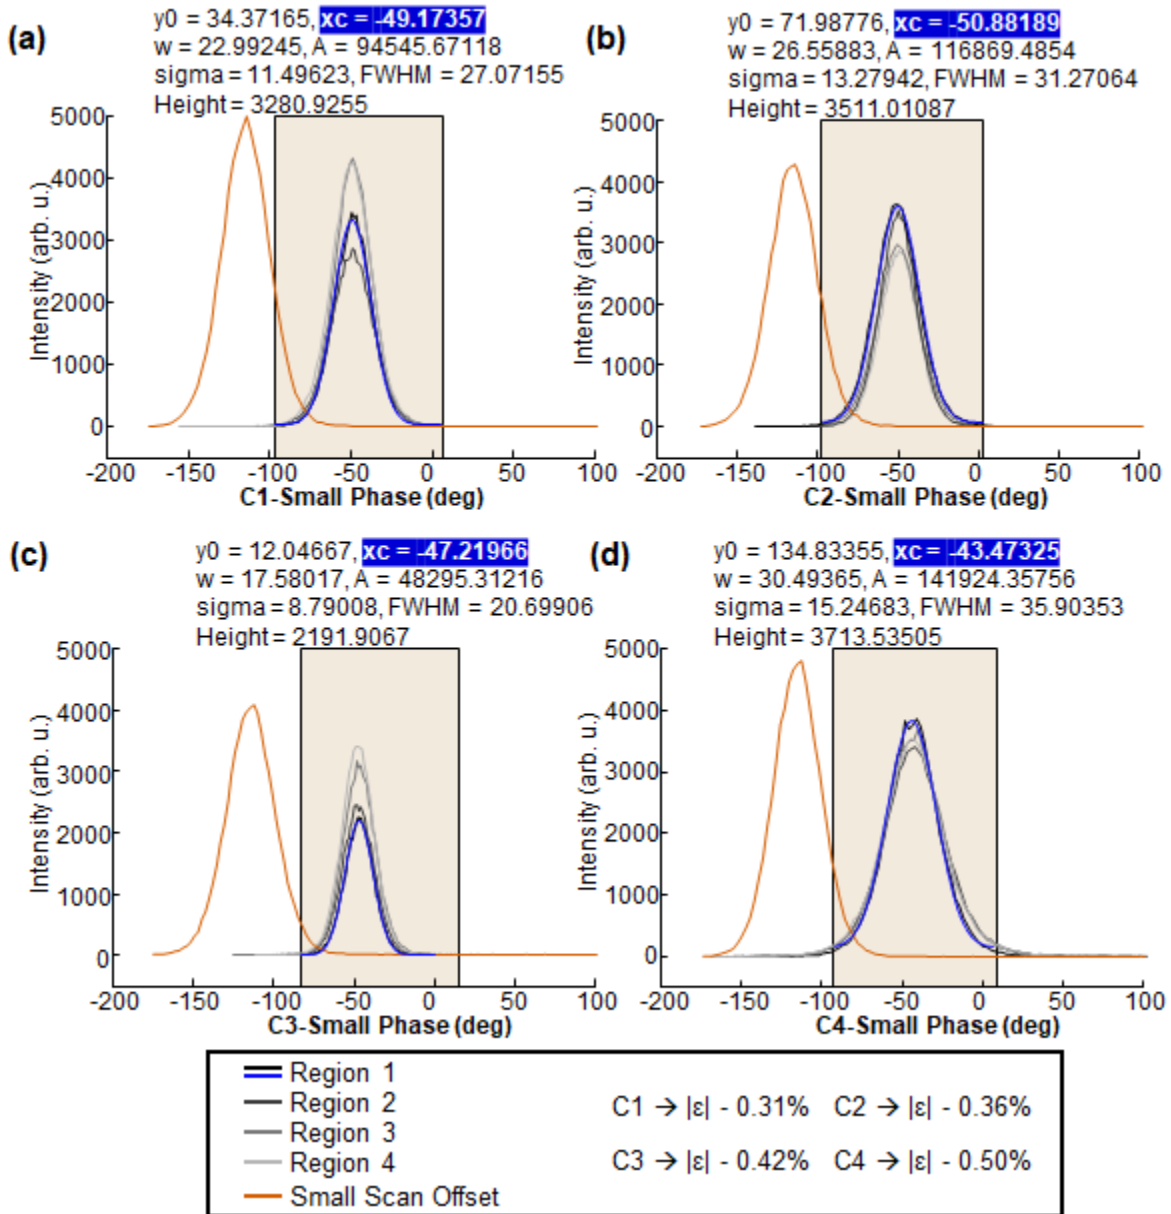 (a)
y0 = 34.37165, xc = -49.17357
w = 22.99245, A = 94545.67118
sigma = 11.49623, FWHM = 27.07155
Height = 3280.9255
5000
4000
3000
2000
1000
0
Intensity (arb. u.)
-200 -150 -100 -50 0 50 100
C1-Small Phase (deg)
(b)
y0 = 71.98776, xc = -50.88189
w = 26.55883, A = 116869.4854
sigma = 13.27942, FWHM = 31.27064
Height = 3511.01087
5000
4000
3000
2000
1000
0
Intensity (arb. u.)
-200 -150 -100 -50 0 50 100
C2-Small Phase (deg)
(c)
y0 = 12.04667, xc = -47.21966
w = 17.58017, A = 48295.31216
sigma = 8.79008, FWHM = 20.69906
Height = 2191.9067
5000
4000
3000
2000
1000
0
Intensity (arb. u.)
-200 -150 -100 -50 0 50 100
C3-Small Phase (deg)
(d)
y0 = 134.83355, xc = -43.47325
w = 30.49365, A = 141924.35756
sigma = 15.24683, FWHM = 35.90353
Height = 3713.53505
5000
4000
3000
2000
1000
0
Intensity (arb. u.)
-200 -150 -100 -50 0 50 100
C4-Small Phase (deg)
Region 1
Region 2
Region 3
Region 4
Small Scan Offset
C1 → |ε| - 0.31% C2 → |ε| - 0.36%
C3 → |ε| - 0.42% C4 → |ε| - 0.50%